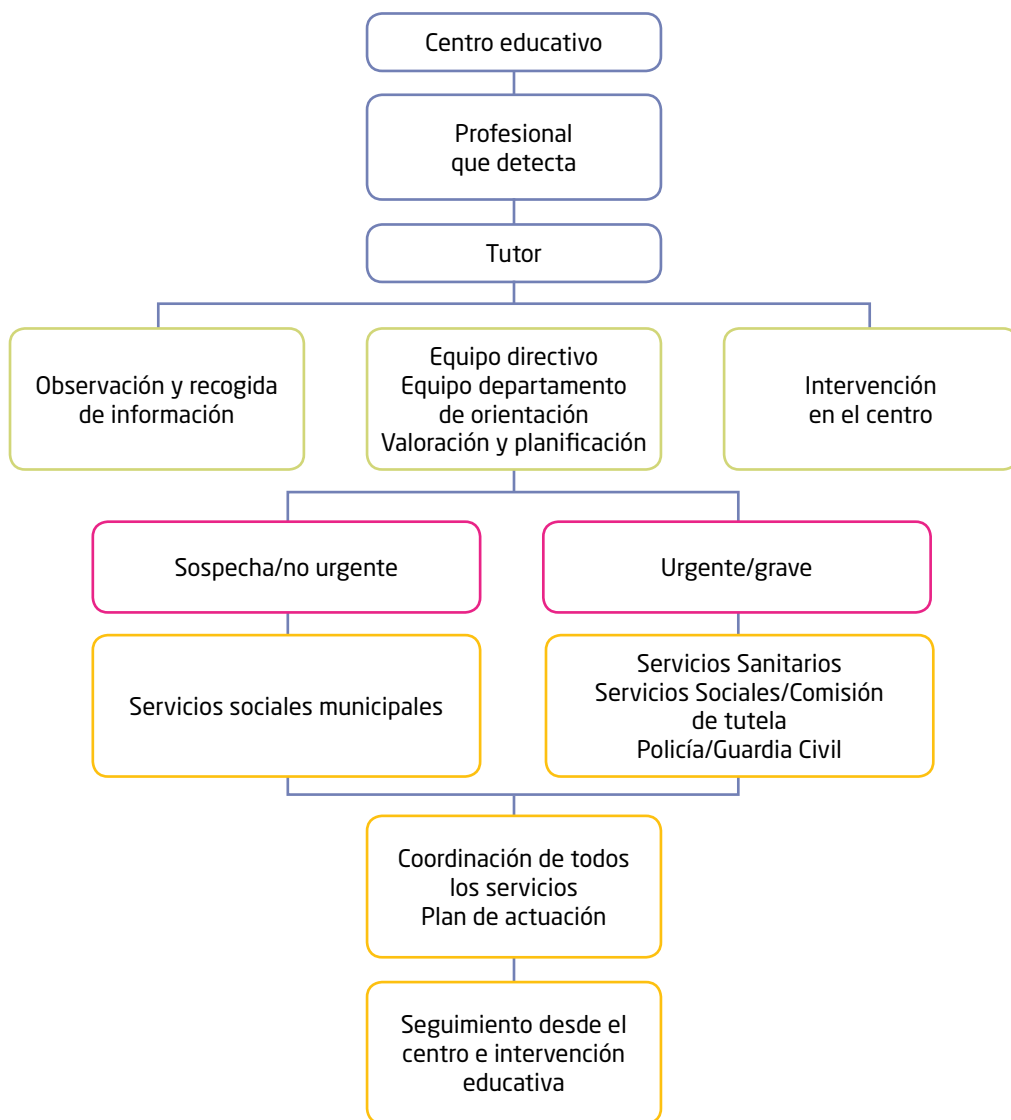 Centro educativo
Profesional
que detecta
Tutor
Observación y recogida
de información
Equipo directivo
Equipo departamento
de orientación
Valoración y planificación
Intervención
en el centro
Sospecha/no urgente
Urgente/grave
Servicios sociales municipales
Servicios Sanitarios
Servicios Sociales/Comisión
de tutela
Policía/Guardia Civil
Coordinación de todos
los servicios
Plan de actuación
Seguimiento desde el
centro e intervención
educativa